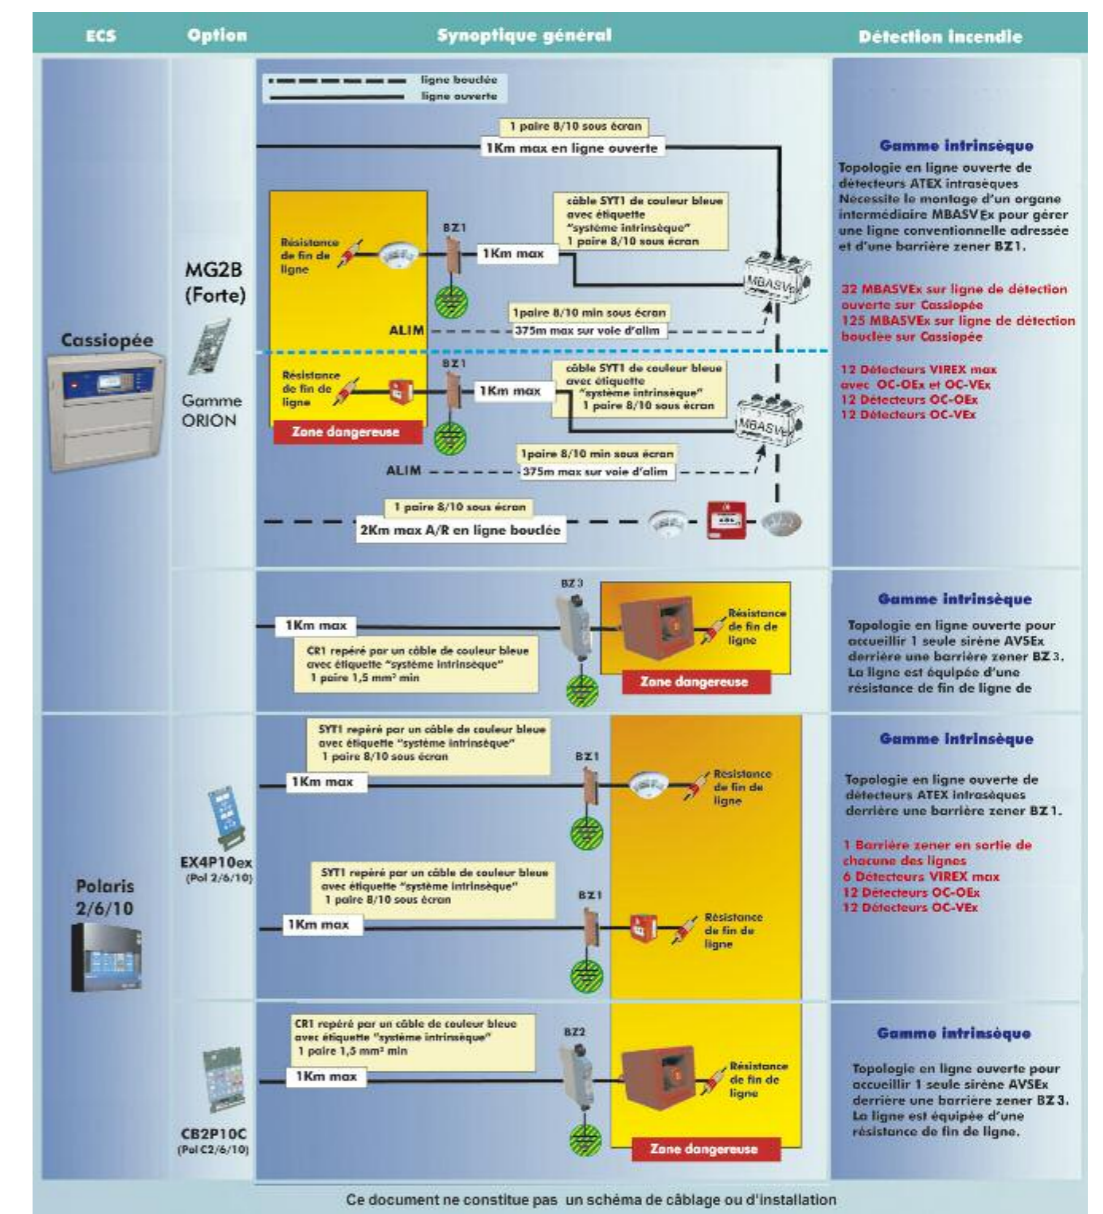 ECS
Option
Synoptique général
Détection incendie
ligne bouclée
ligne ouverte
1 paire 8/10 sous écran
1Km max en ligne ouverte
câble SYT1 de couleur bleue
avec étiquette
"système intrinsèque"
1 paire 8/10 sous écran
BZ1
Résistance
de fin de
ligne
1Km max
MBASVEx
1paire 8/10 min sous écran
ALIM
375m max sur voie d'alim
Cassiopée
MG2B
(Forte)
Gamme
ORION
BZ1
Résistance
de fin de
ligne
1Km max
câble SYT1 de couleur bleue
avec étiquette
"système intrinsèque"
1 paire 8/10 sous écran
MBASVEx
Zone dangereuse
1paire 8/10 min sous écran
ALIM
375m max sur voie d'alim
1 paire 8/10 sous écran
2Km max A/R en ligne bouclée
Gamme intrinsèque
Topologie en ligne ouverte de
détecteurs ATEX intrasèques
Nécessite le montage d'un organe
intermédiaire MBASV Ex pour gérer
une ligne conventionnelle adressée
et d'une barrière zener BZ1.
32 MBASVEx sur ligne de détection
ouverte sur Cassiopée
125 MBASVEx sur ligne de détection
bouclée sur Cassiopée
12 Détecteurs VIREX max
avec OC-OEx et OC-VEx
12 Détecteurs OC-OEx
12 Détecteurs OC-VEx
BZ3
1Km max
CR1 repéré par un câble de couleur bleue
avec étiquette "système intrinsèque"
1 paire 1,5 mm² min
Résistance
de fin de
ligne
Zone dangereuse
Gamme intrinsèque
Topologie en ligne ouverte pour
accueillir 1 seule sirène AVSEx
derrière une barrière zener BZ3.
La ligne est équipée d'une
résistance de fin de ligne de
Polaris
2/6/10
EX4P10ex
(Pol 2/6/10)
SYT1 repéré par un câble de couleur bleue
avec étiquette "système intrinsèque"
1 paire 8/10 sous écran
1Km max
BZ1
Résistance
de fin de
ligne
SYT1 repéré par un câble de couleur bleue
avec étiquette "système intrinsèque"
1 paire 8/10 sous écran
1Km max
BZ1
Résistance
de fin de
ligne
Gamme intrinsèque
Topologie en ligne ouverte de
détecteurs ATEX intrasèques
derrière une barrière zener BZ1.
1 Barrière zener en sortie de
chacune des lignes
6 Détecteurs VIREX max
12 Détecteurs OC-OEx
12 Détecteurs OC-VEx
CB2P10C
(Pol C2/6/10)
CR1 repéré par un câble de couleur bleue
avec étiquette "système intrinsèque"
1 paire 1,5 mm² min
1Km max
BZ2
Résistance
de fin de
ligne
Zone dangereuse
Gamme intrinsèque
Topologie en ligne ouverte pour
accueillir 1 seule sirène AVSEx
derrière une barrière zener BZ3.
La ligne est équipée d'une
résistance de fin de ligne.
Ce document ne constitue pas un schéma de câblage ou d'installation